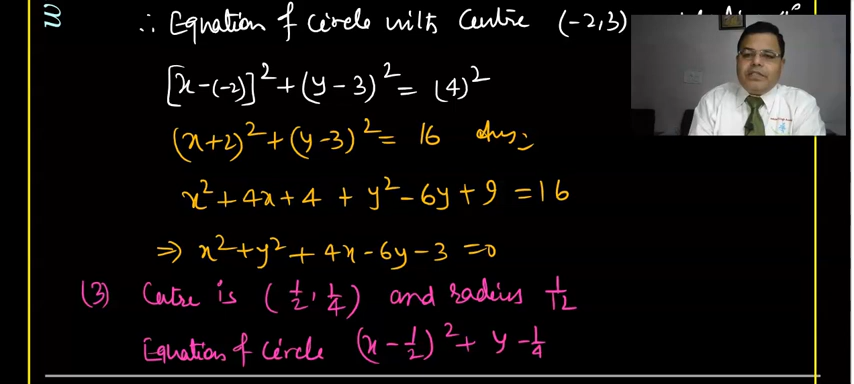 ∴ Equation of circle with Centre (-2,3)
[x-(-2)]² + (y-3)² = (4)²
(x+2)² + (y-3)² = 16 Ans:
x² + 4x + 4 + y² - 6y + 9 = 16
⇒ x² + y² + 4x - 6y - 3 = 0
(3) Centre is (1/2, 1/4) and radius 1/12
Equation of circle (x - 1/2)² + y - 1/4